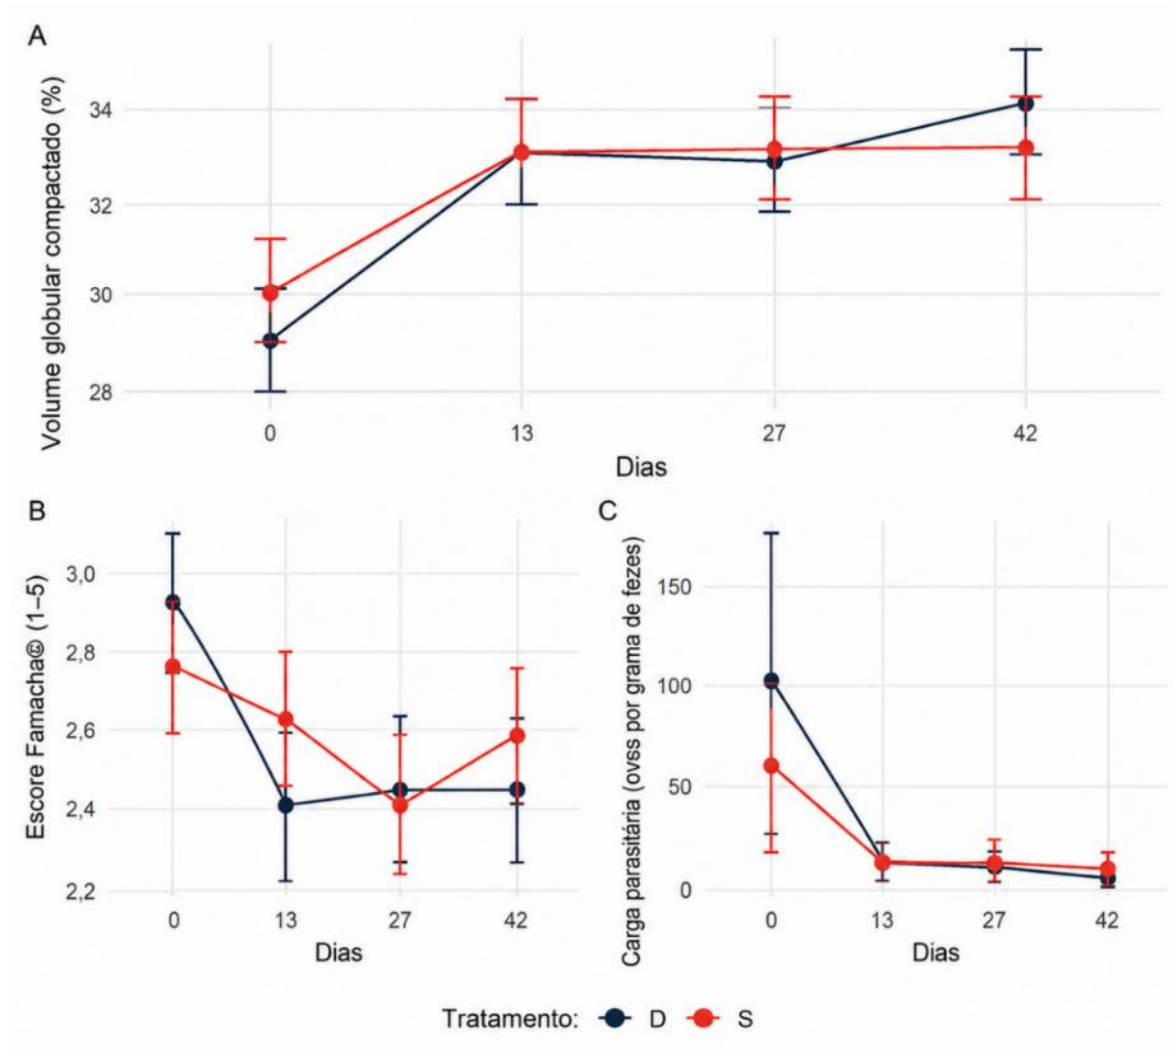 A
Volume globular compactado (%)
34
32
30
28
0 13 27 42
Dias
B
Escore Famacha© (1–5)
3,0
2,8
2,6
2,4
2,2
0 13 27 42
Dias
C
Carga parasitária (ovss por grama de fezes)
150
100
50
0
0 13 27 42
Dias
Tratamento: D S